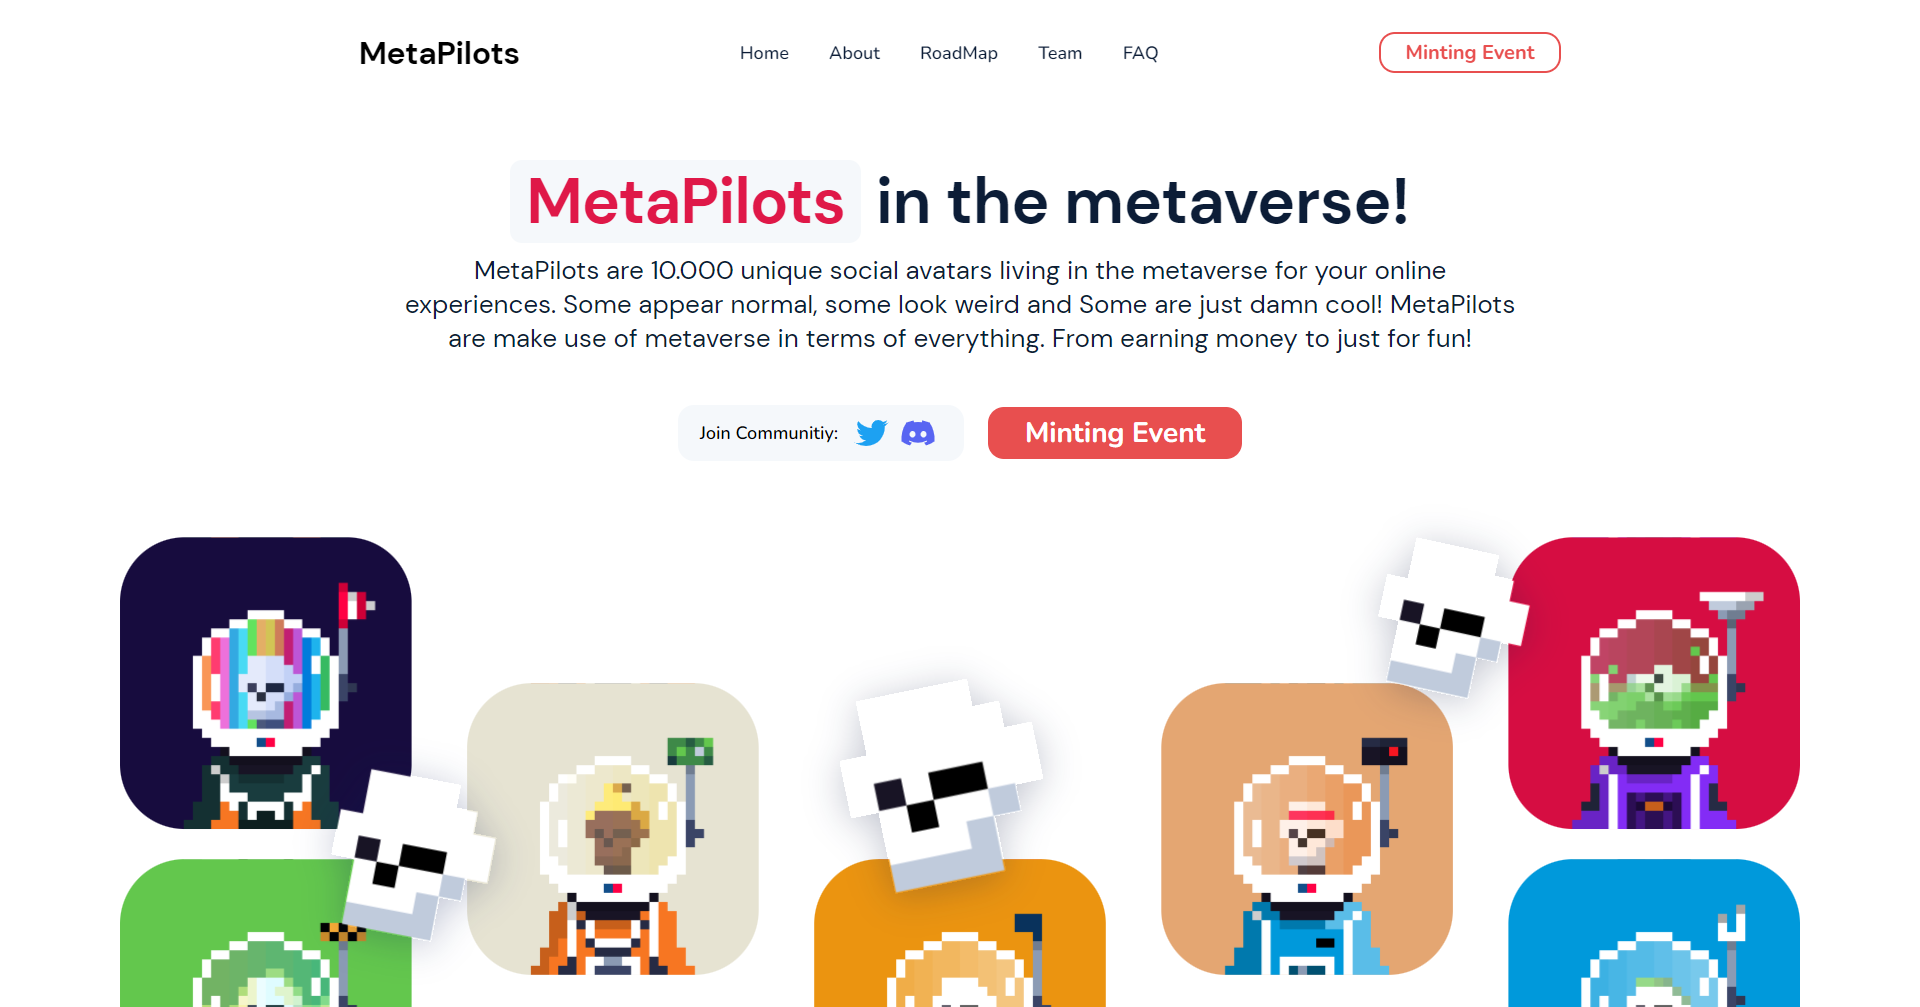 MetaPilots
Home About RoadMap Team FAQ
Minting Event
MetaPilots in the metaverse!
MetaPilots are 10.000 unique social avatars living in the metaverse for your online
experiences. Some appear normal, some look weird and Some are just damn cool! MetaPilots
are make use of metaverse in terms of everything. From earning money to just for fun!
Join Communitiy:
Minting Event